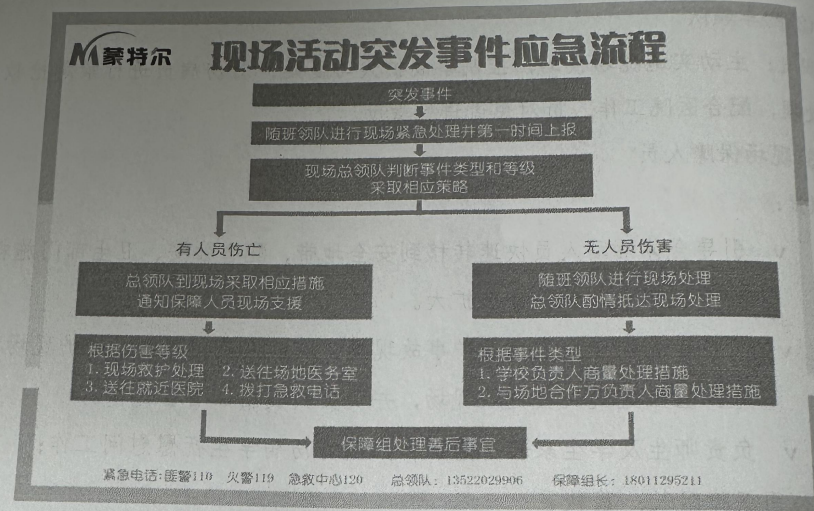 蒙特尔
现场活动突发事件应急流程
突发事件
随班领队进行现场紧急处理并第一时间上报
现场总领队判断事件类型和等级
采取相应策略
有人员伤亡
总领队到现场采取相应措施
通知保障人员现场支援
根据伤害等级
1. 现场救护处理 2. 送往场地医务室
3. 送往就近医院 4. 拨打急救电话
无人员伤害
随班领队进行现场处理
总领队酌情抵达现场处理
根据事件类型
1. 学校负责人商量处理措施
2. 与场地合作方负责人商量处理措施
保障组处理善后事宜
紧急电话:匪警110 火警119 急救中心120 总领队: 13522029906 保障组长: 18011295211